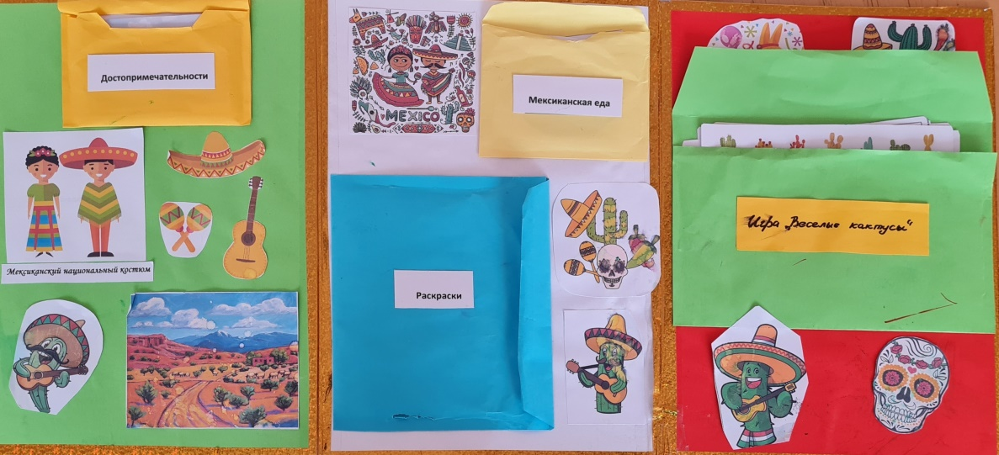 Достопримечательности
Мексиканский национальный костюм
MEXICO
Мексиканская еда
Раскраски
Игра „Веселые кактусы“